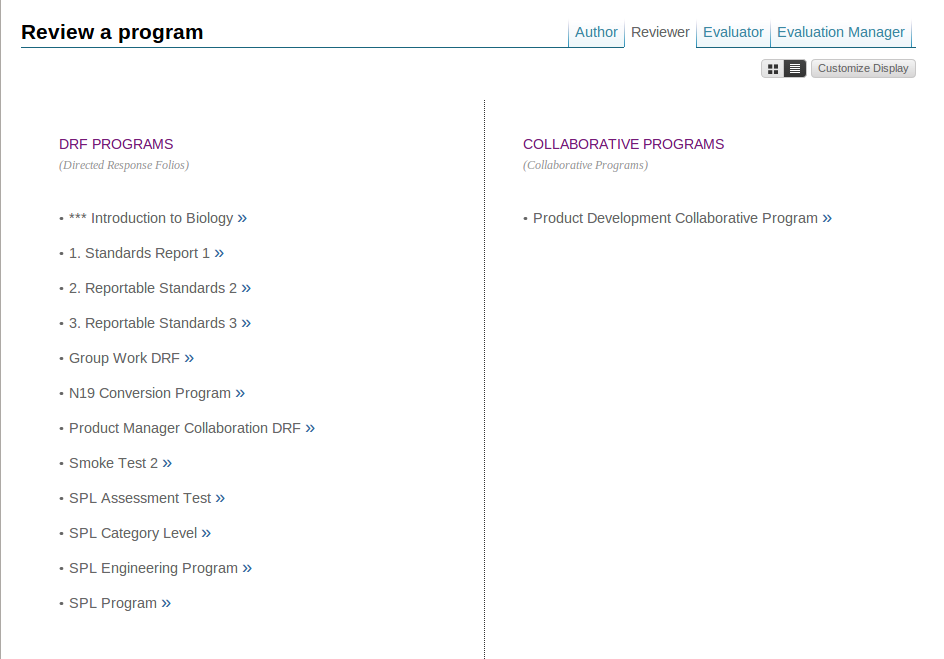 Review a program
Author Reviewer Evaluator Evaluation Manager
Customize Display
DRF PROGRAMS
(Directed Response Folios)
• *** Introduction to Biology »
• 1. Standards Report 1 »
• 2. Reportable Standards 2 »
• 3. Reportable Standards 3 »
• Group Work DRF »
• N19 Conversion Program »
• Product Manager Collaboration DRF »
• Smoke Test 2 »
• SPL Assessment Test »
• SPL Category Level »
• SPL Engineering Program »
• SPL Program »
COLLABORATIVE PROGRAMS
(Collaborative Programs)
• Product Development Collaborative Program »